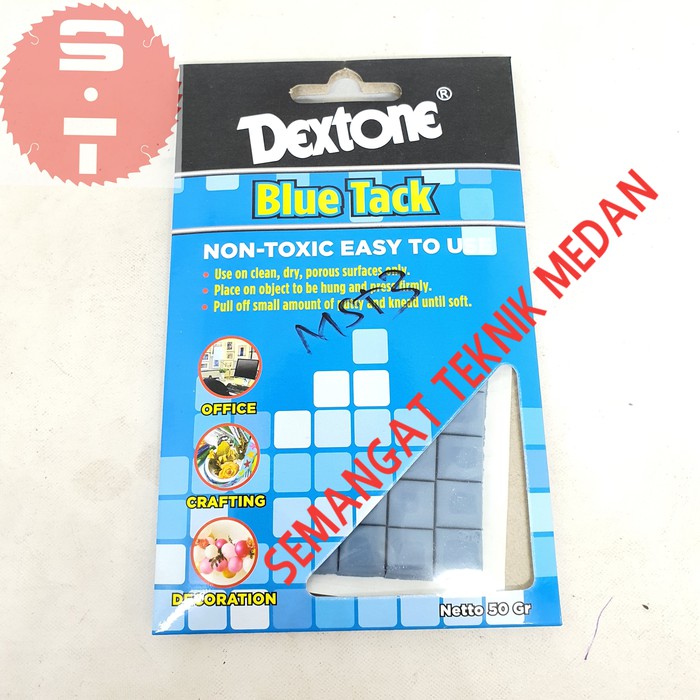 S·T
Dextone®
Blue Tack
NON-TOXIC EASY TO USE
• Use on clean, dry, porous surfaces only.
• Place on object to be hung and press firmly.
• Pull off small amount of putty and knead until soft.
MST3
OFFICE
CRAFTING
DECORATION
SEMANGAT TEKNIK MEDAN
Netto 50 Gr